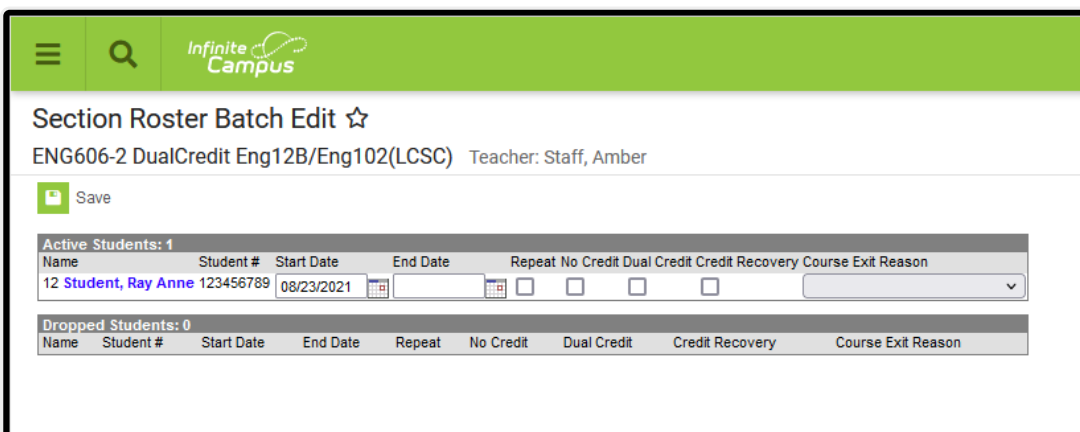 Infinite
Campus
Section Roster Batch Edit
ENG606-2 DualCredit Eng12B/Eng102(LCSC) Teacher: Staff, Amber
Save
Active Students: 1
Name Student # Start Date End Date Repeat No Credit Dual Credit Credit Recovery Course Exit Reason
12 Student, Ray Anne 123456789 08/23/2021
Dropped Students: 0
Name Student # Start Date End Date Repeat No Credit Dual Credit Credit Recovery Course Exit Reason